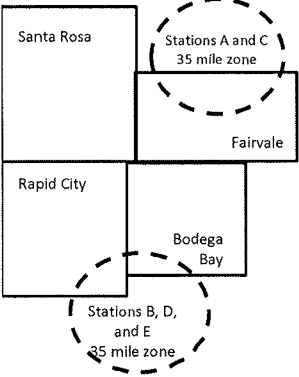 Santa Rosa
Stations A and C
35 mile zone
Fairvale
Rapid City
Bodega
Bay
Stations B, D,
and E
35 mile zone